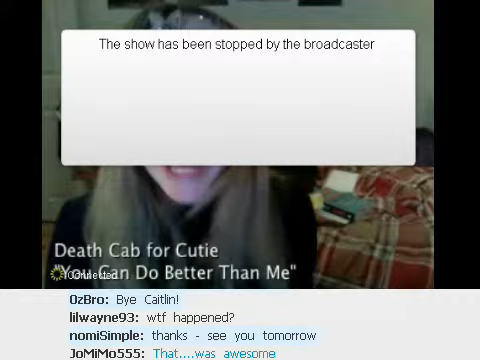 The show has been stopped by the broadcaster
Death Cab for Cutie
Connected
"You Can Do Better Than Me"
OzBro: Bye Caitlin!
lilwayne93: wtf happened?
nomiSimple: thanks - see you tomorrow
JoMiMo555: That....was awesome